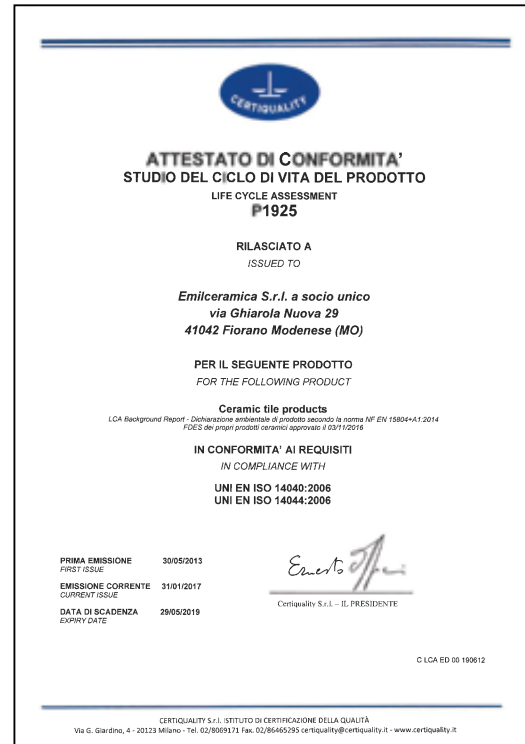 CERTIQUALITY
ATTESTATO DI CONFORMITA'
STUDIO DEL CICLO DI VITA DEL PRODOTTO
LIFE CYCLE ASSESSMENT
P1925
RILASCIATO A
ISSUED TO
Emilceramica S.r.l. a socio unico
via Ghiarola Nuova 29
41042 Fiorano Modenese (MO)
PER IL SEGUENTE PRODOTTO
FOR THE FOLLOWING PRODUCT
Ceramic tile products
LCA Background Report - Dichiarazione ambientale di prodotto secondo la norma NF EN 15804+A1:2014
FDES dei propri prodotti ceramici approvato il 03/11/2016
IN CONFORMITA' AI REQUISITI
IN COMPLIANCE WITH
UNI EN ISO 14040:2006
UNI EN ISO 14044:2006
PRIMA EMISSIONE 30/05/2013
FIRST ISSUE
EMISSIONE CORRENTE 31/01/2017
CURRENT ISSUE
DATA DI SCADENZA 29/05/2019
EXPIRY DATE
Ernesto
Certiquality S.r.l. – IL PRESIDENTE
C LCA ED 00 190612
CERTIQUALITY S.r.l. ISTITUTO DI CERTIFICAZIONE DELLA QUALITÀ
Via G. Giardino, 4 - 20123 Milano - Tel. 02/8069171 Fax. 02/86465295 certiquality@certiquality.it - www.certiquality.it